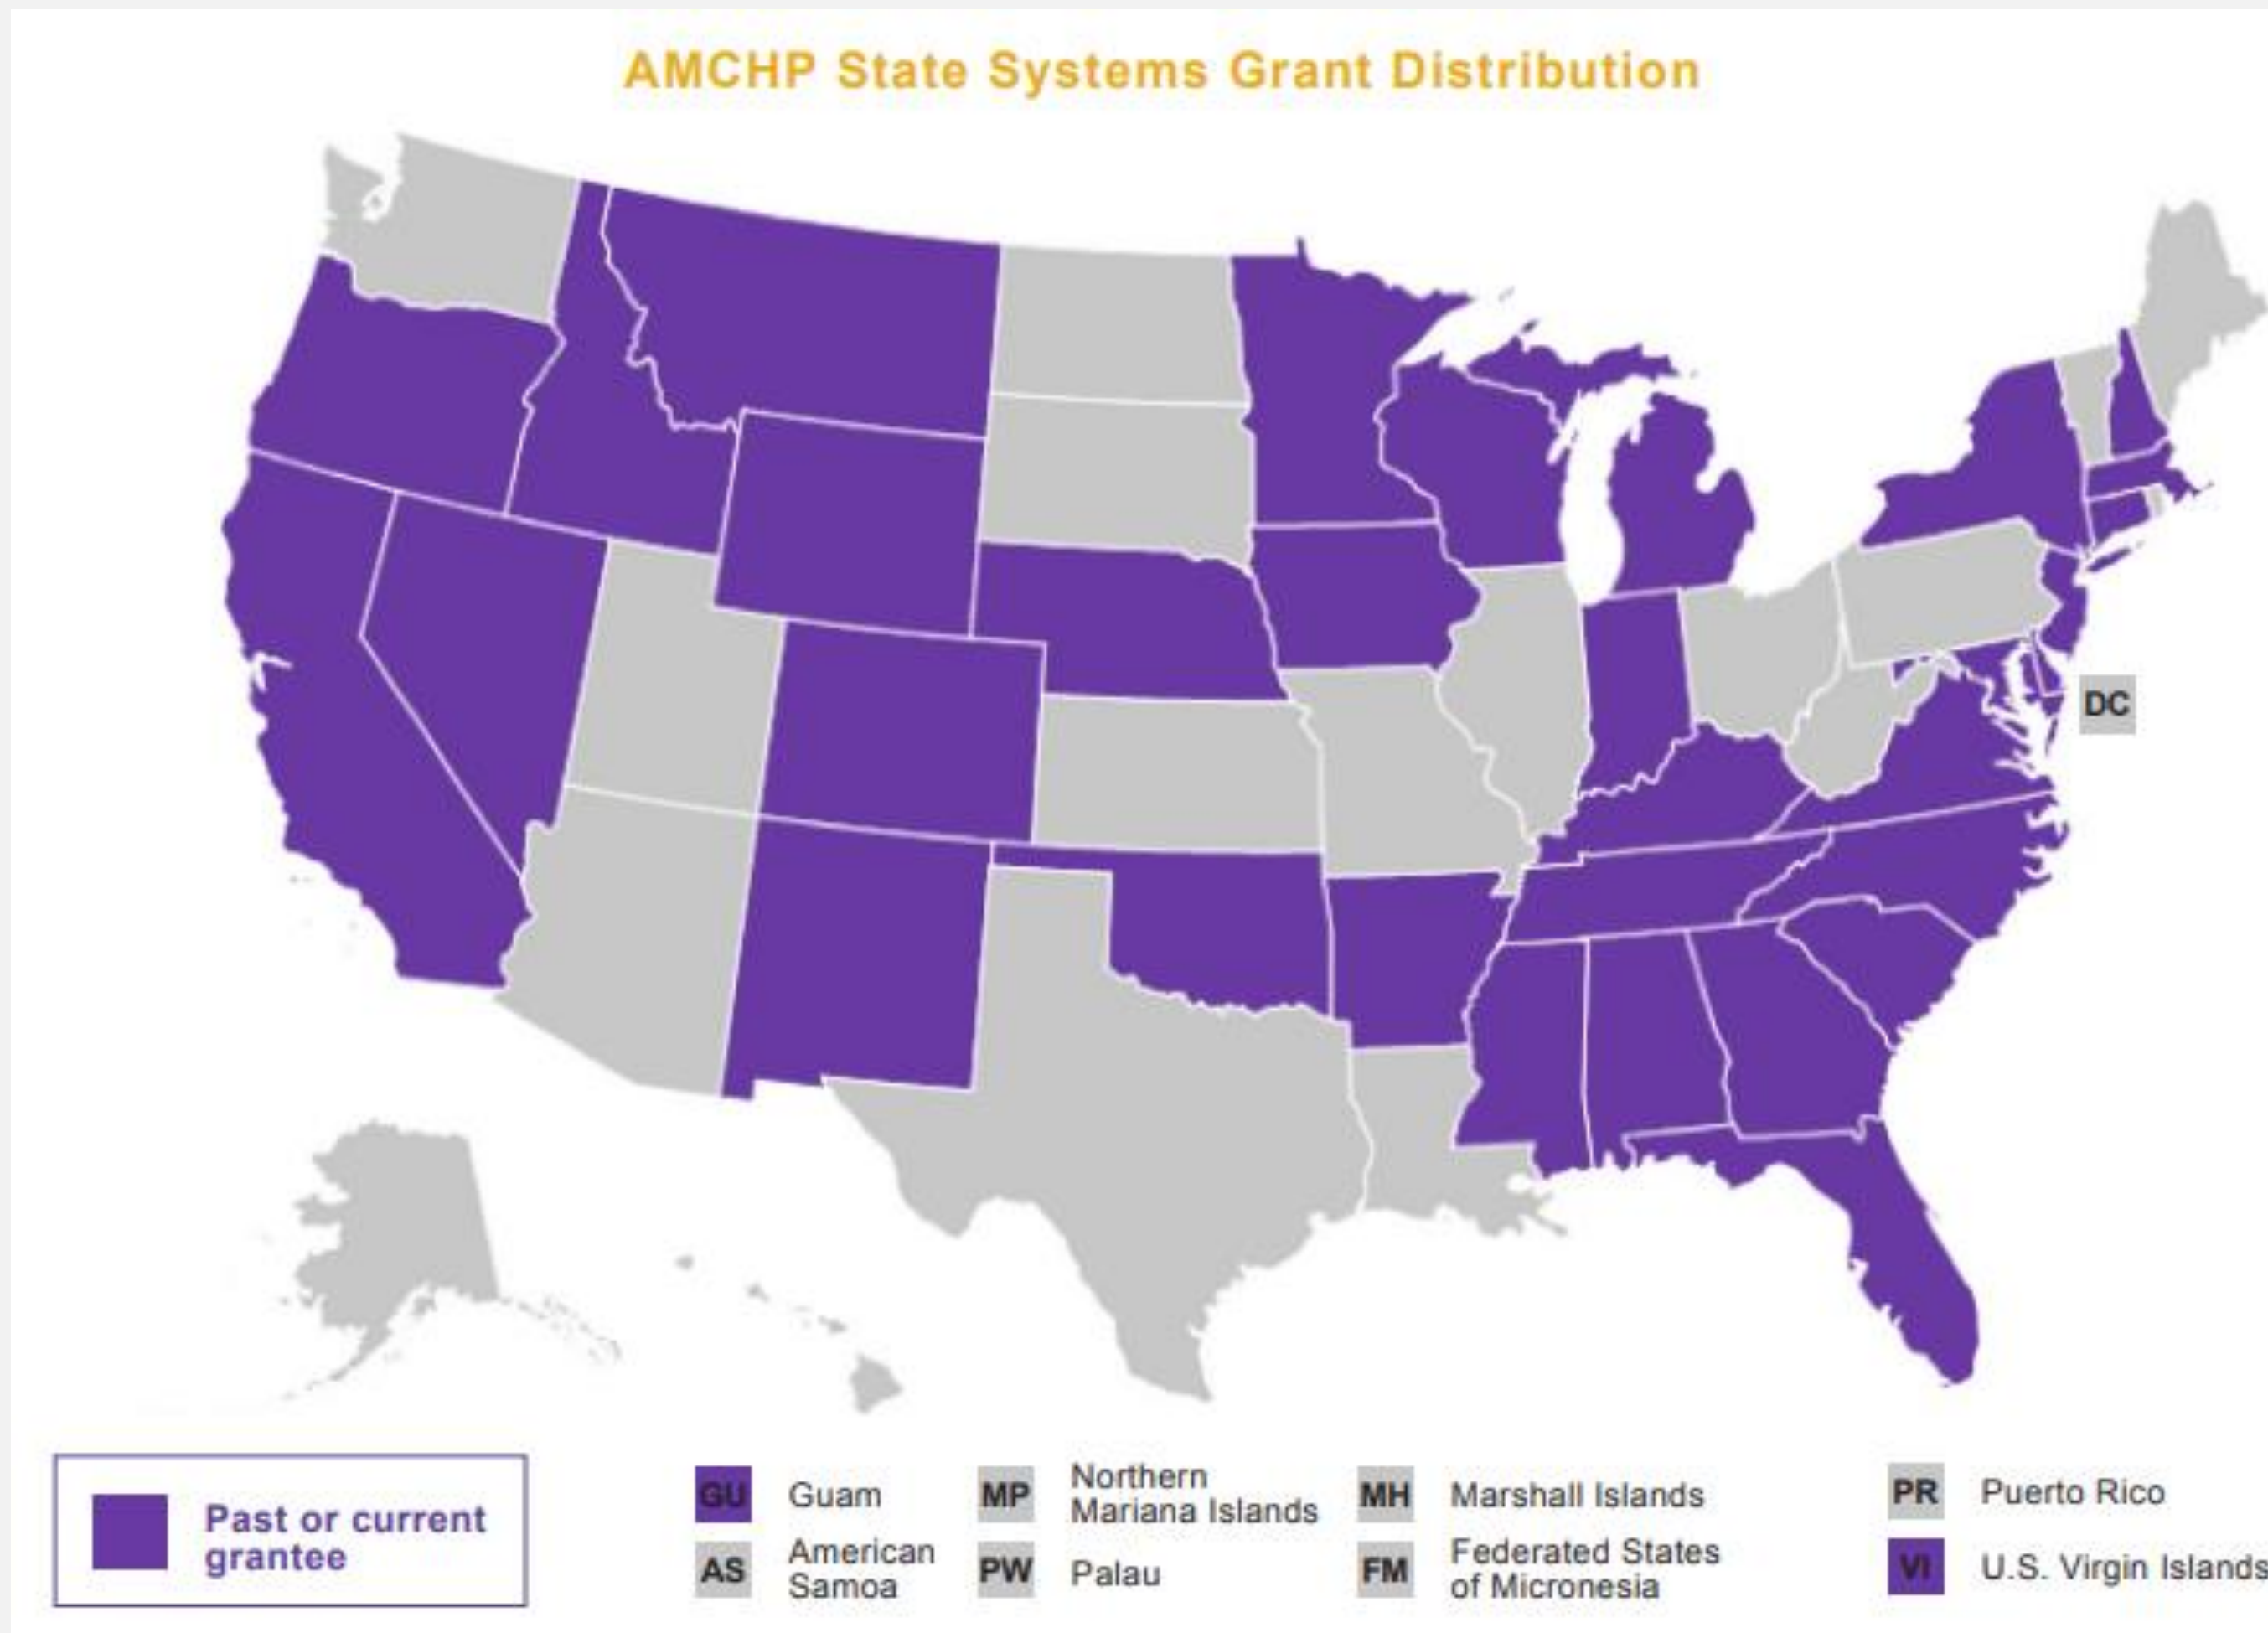 AMCHP State Systems Grant Distribution
DC
Past or current
grantee
GU Guam
AS American
Samoa
MP Northern
Mariana Islands
PW Palau
MH Marshall Islands
FM Federated States
of Micronesia
PR Puerto Rico
VI U.S. Virgin Islands